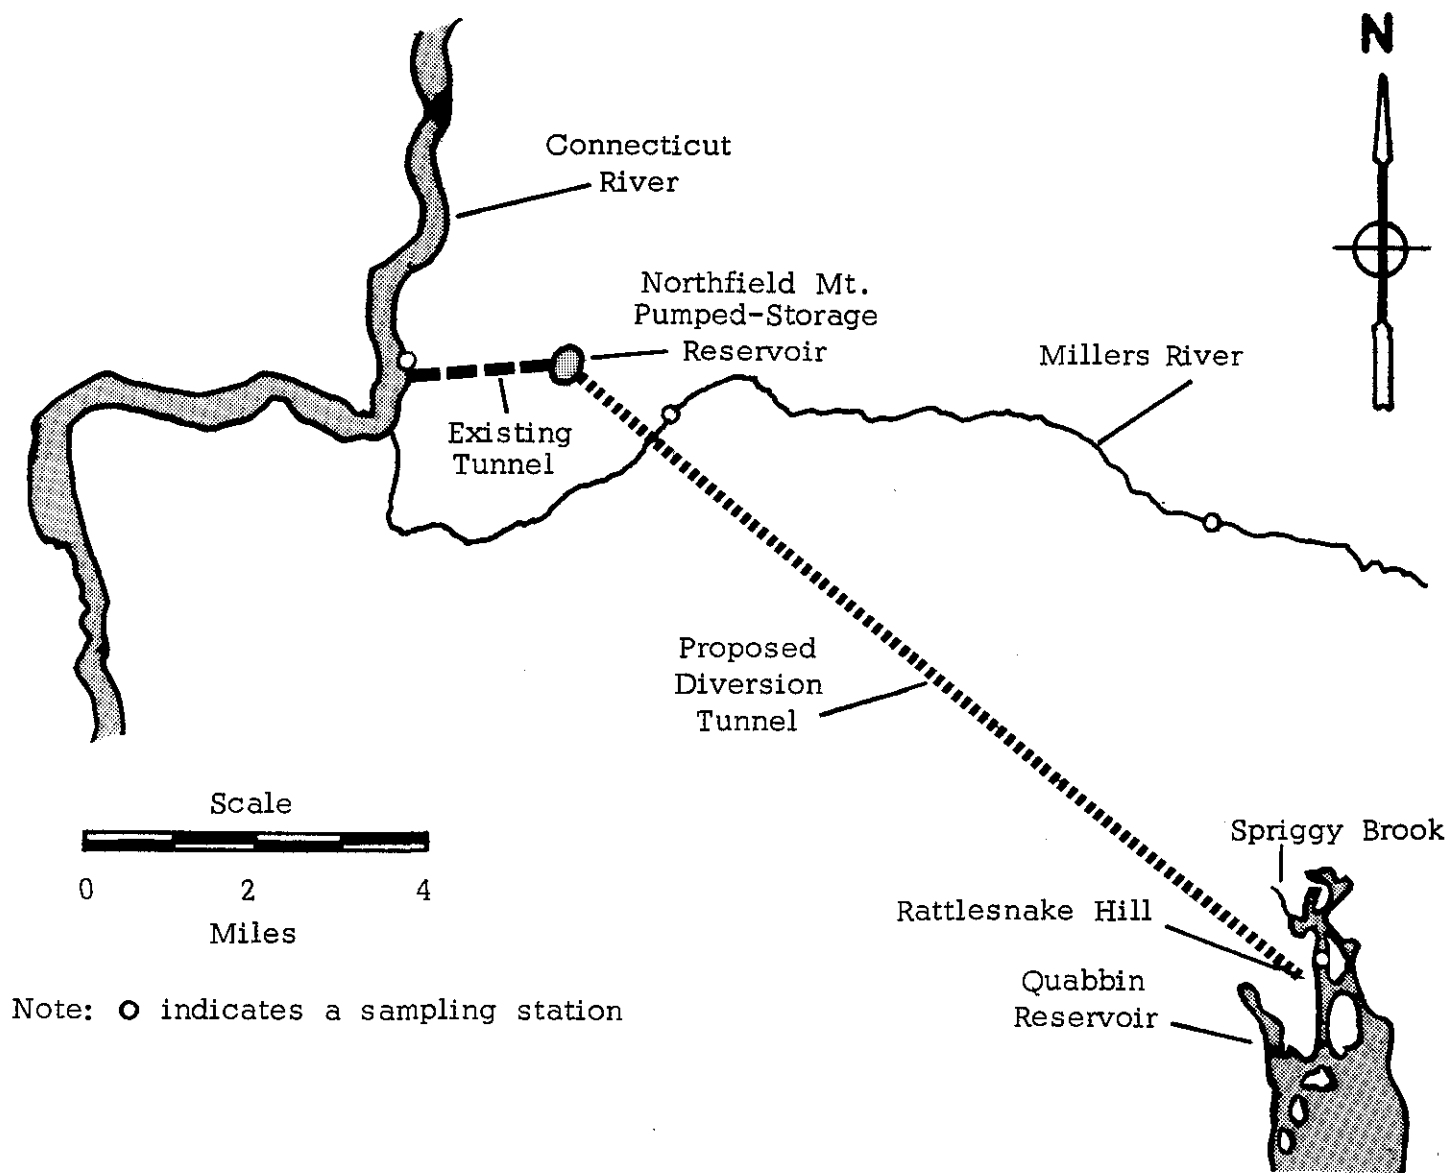 N
Connecticut
River
Northfield Mt.
Pumped-Storage
Reservoir
Millers River
Existing
Tunnel
Proposed
Diversion
Tunnel
Scale
0 2 4
Miles
Spriggy Brook
Rattlesnake Hill
Quabbin
Reservoir
Note: o indicates a sampling station